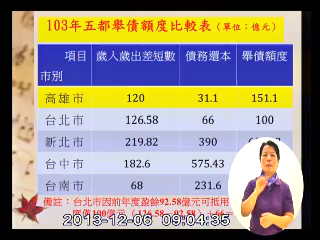 103年五都舉債額度比較表（單位：億元）
項目 市別 歲入歲出差短數 債務還本 舉債額度
高雄市 120 31.1 151.1
台北市 126.58 66 100
新北市 219.82 390
台中市 182.6 575.43
台南市 68 231.6
備註：台北市因前年度盈餘92.58億元可抵用
2013-12-06 09:04:35